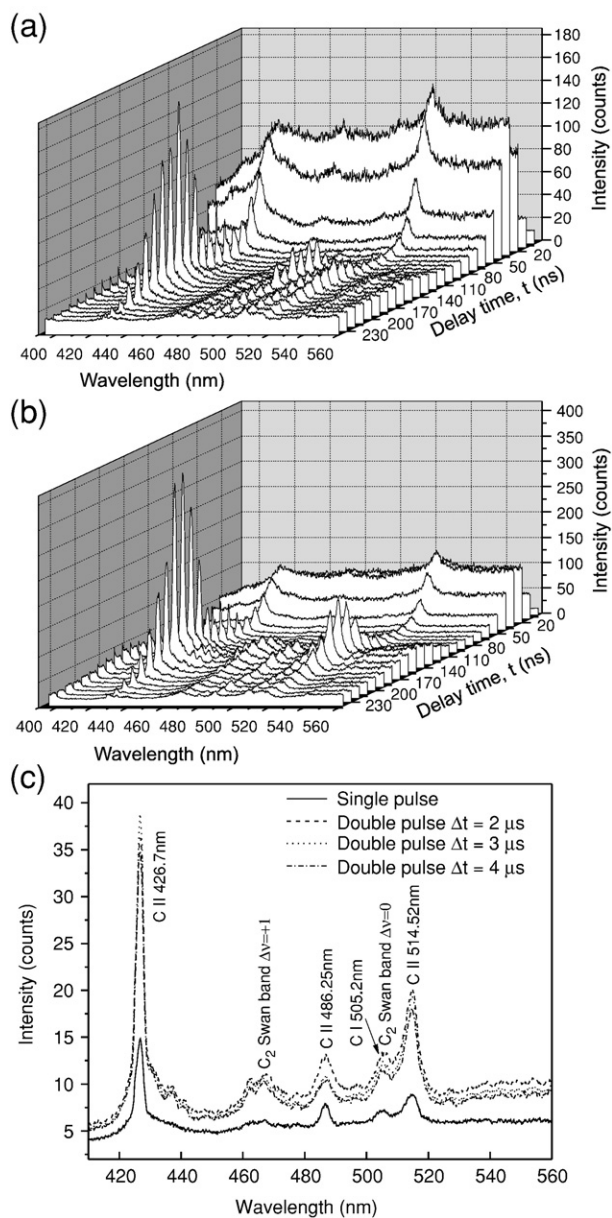 (a)
180
160
140
120
100
80
60
40
20
0
Intensity (counts)
20
50
80
110
140
170
200
230
Delay time, t (ns)
400 420 440 460 480 500 520 540 560
Wavelength (nm)
(b)
400
350
300
250
200
150
100
50
0
Intensity (counts)
20
50
80
110
140
170
200
230
Delay time, t (ns)
400 420 440 460 480 500 520 540 560
Wavelength (nm)
(c)
40
35
30
25
20
15
10
5
Intensity (counts)
Single pulse
Double pulse Δt = 2 μs
Double pulse Δt = 3 μs
Double pulse Δt = 4 μs
C II 426.7nm
C₂ Swan band Δν=+1
C II 486.25nm
C I 505.2nm
C₂ Swan band Δν=0
C II 514.52nm
420 440 460 480 500 520 540 560
Wavelength (nm)